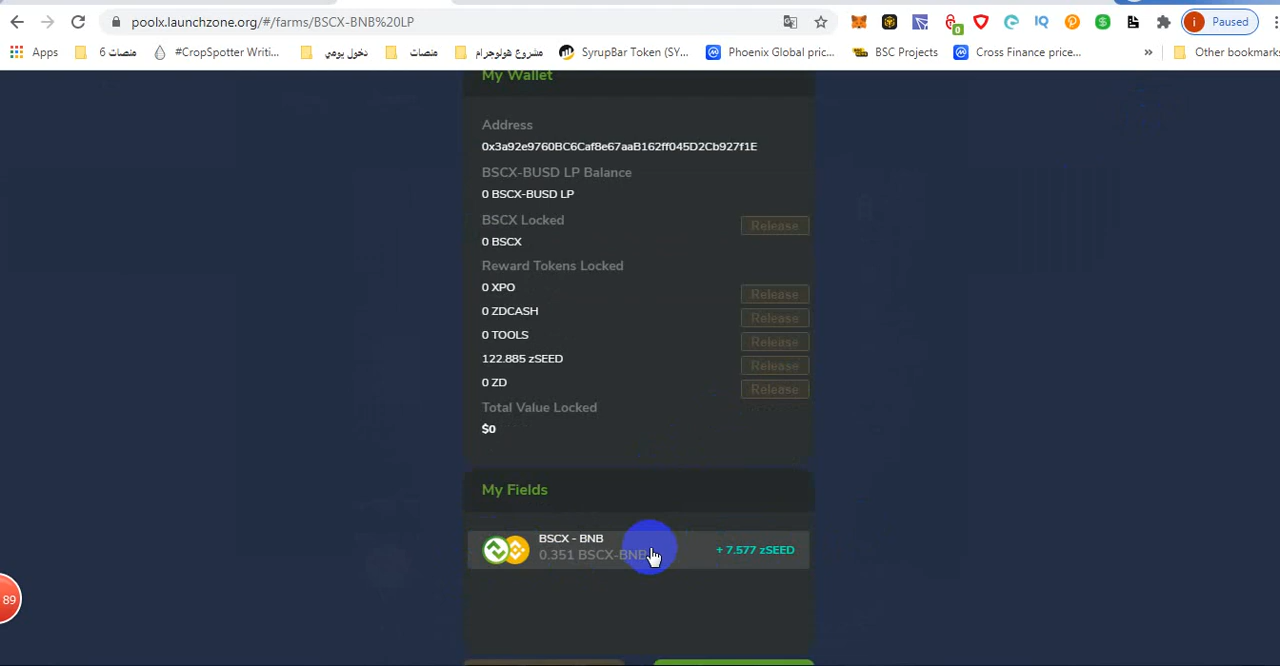 poolx.launchzone.org/#/farms/BSCX-BNB%20LP
0
i Paused
Apps
منصات 6
#CropSpotter Writi...
دخول يومي
منصات
مشروع هولوجرام
SyrupBar Token (SY...
Phoenix Global pric...
BSC Projects
Cross Finance price...
»
Other bookmarks
My Wallet
Address
0x3a92e9760BC6Caf8e67aaB162ff045D2Cb927f1E
BSCX-BUSD LP Balance
0 BSCX-BUSD LP
BSCX Locked
Release
0 BSCX
Reward Tokens Locked
0 XPO
Release
0 ZDCASH
Release
0 TOOLS
Release
122.885 zSEED
Release
0 ZD
Release
Total Value Locked
$0
My Fields
BSCX - BNB
0.351 BSCX-BNB
+ 7.577 zSEED
89